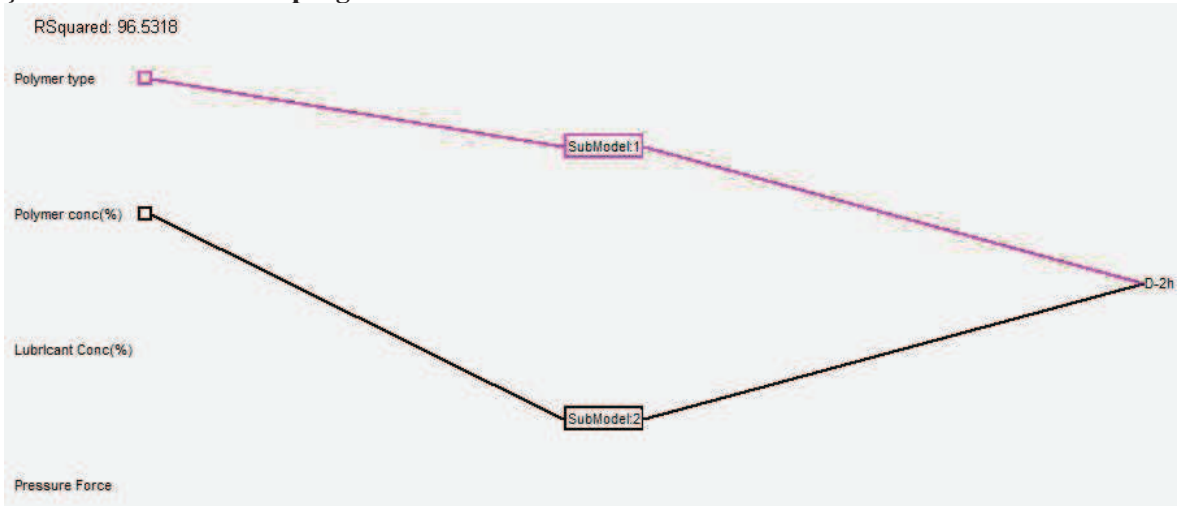 RSquared: 96.5318
Polymer type
SubModel:1
Polymer conc(%)
D-2h
Lubricant Conc(%)
SubModel:2
Pressure Force